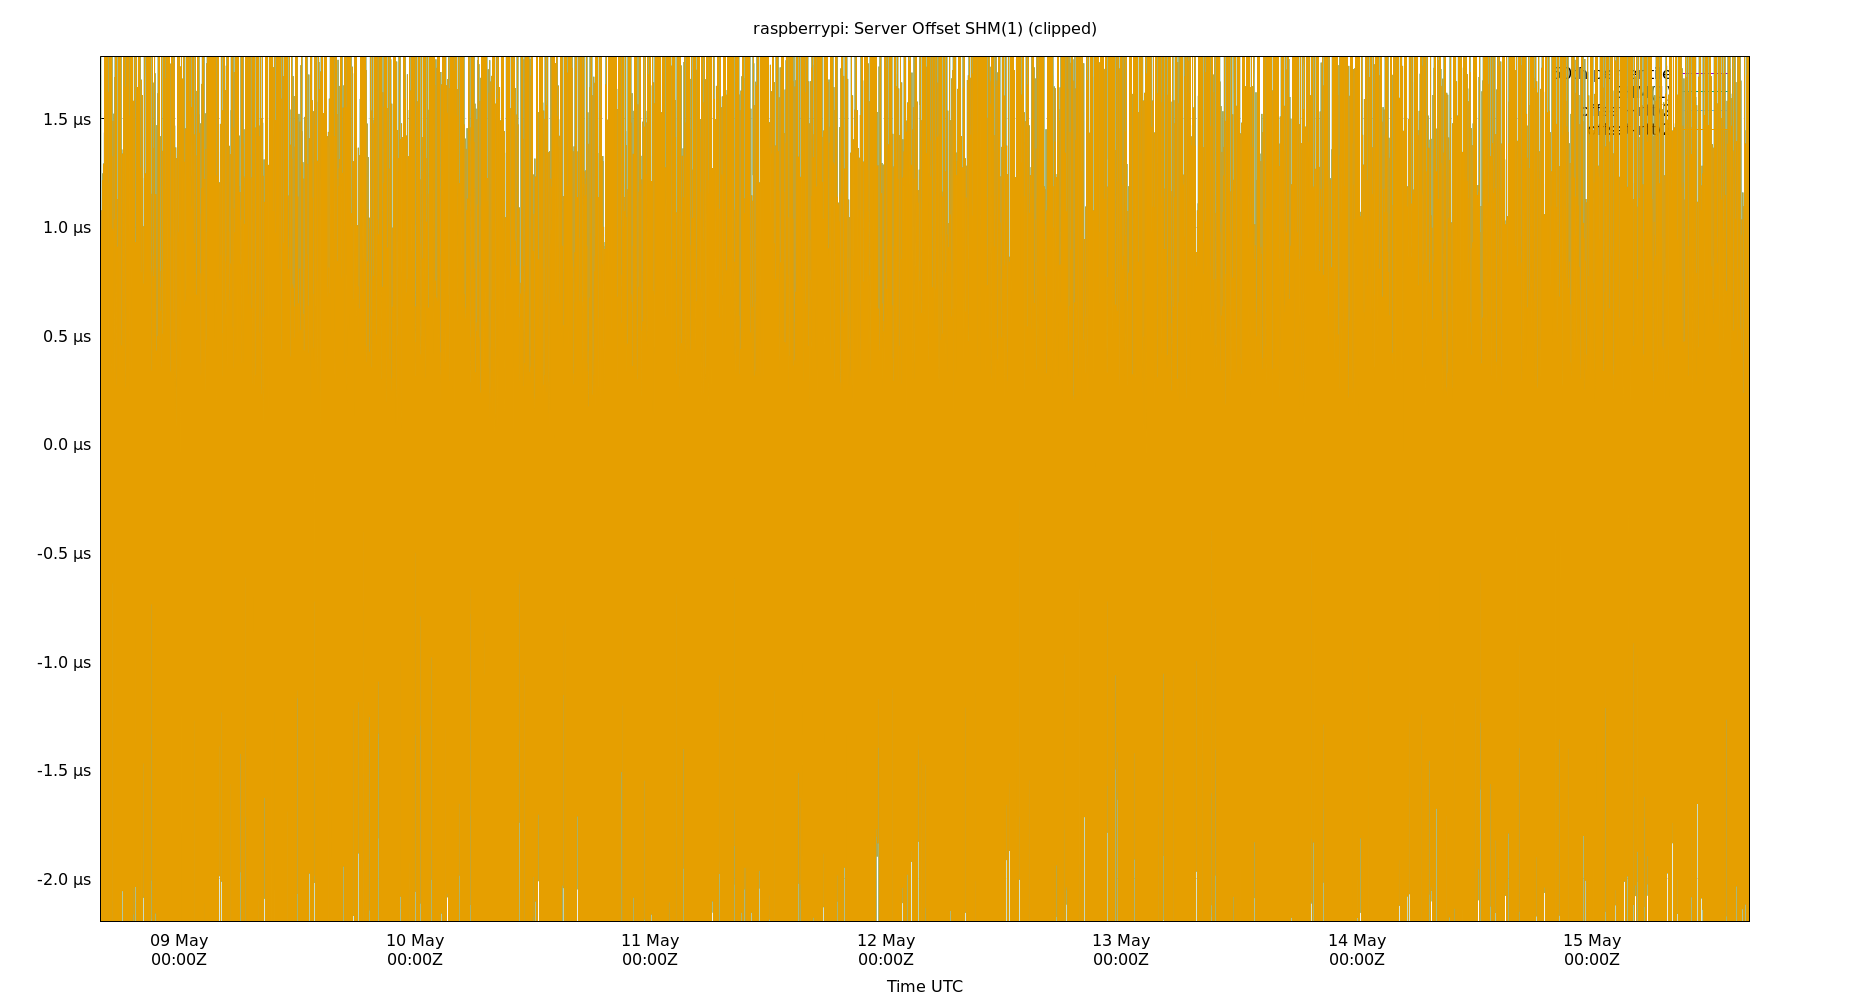 raspberrypi: Server Offset SHM(1) (clipped)
1.5 µs
1.0 µs
0.5 µs
0.0 µs
-0.5 µs
-1.0 µs
-1.5 µs
-2.0 µs
09 May 10 May 11 May 12 May 13 May 14 May 15 May
00:00Z 00:00Z 00:00Z 00:00Z 00:00Z 00:00Z 00:00Z
Time UTC